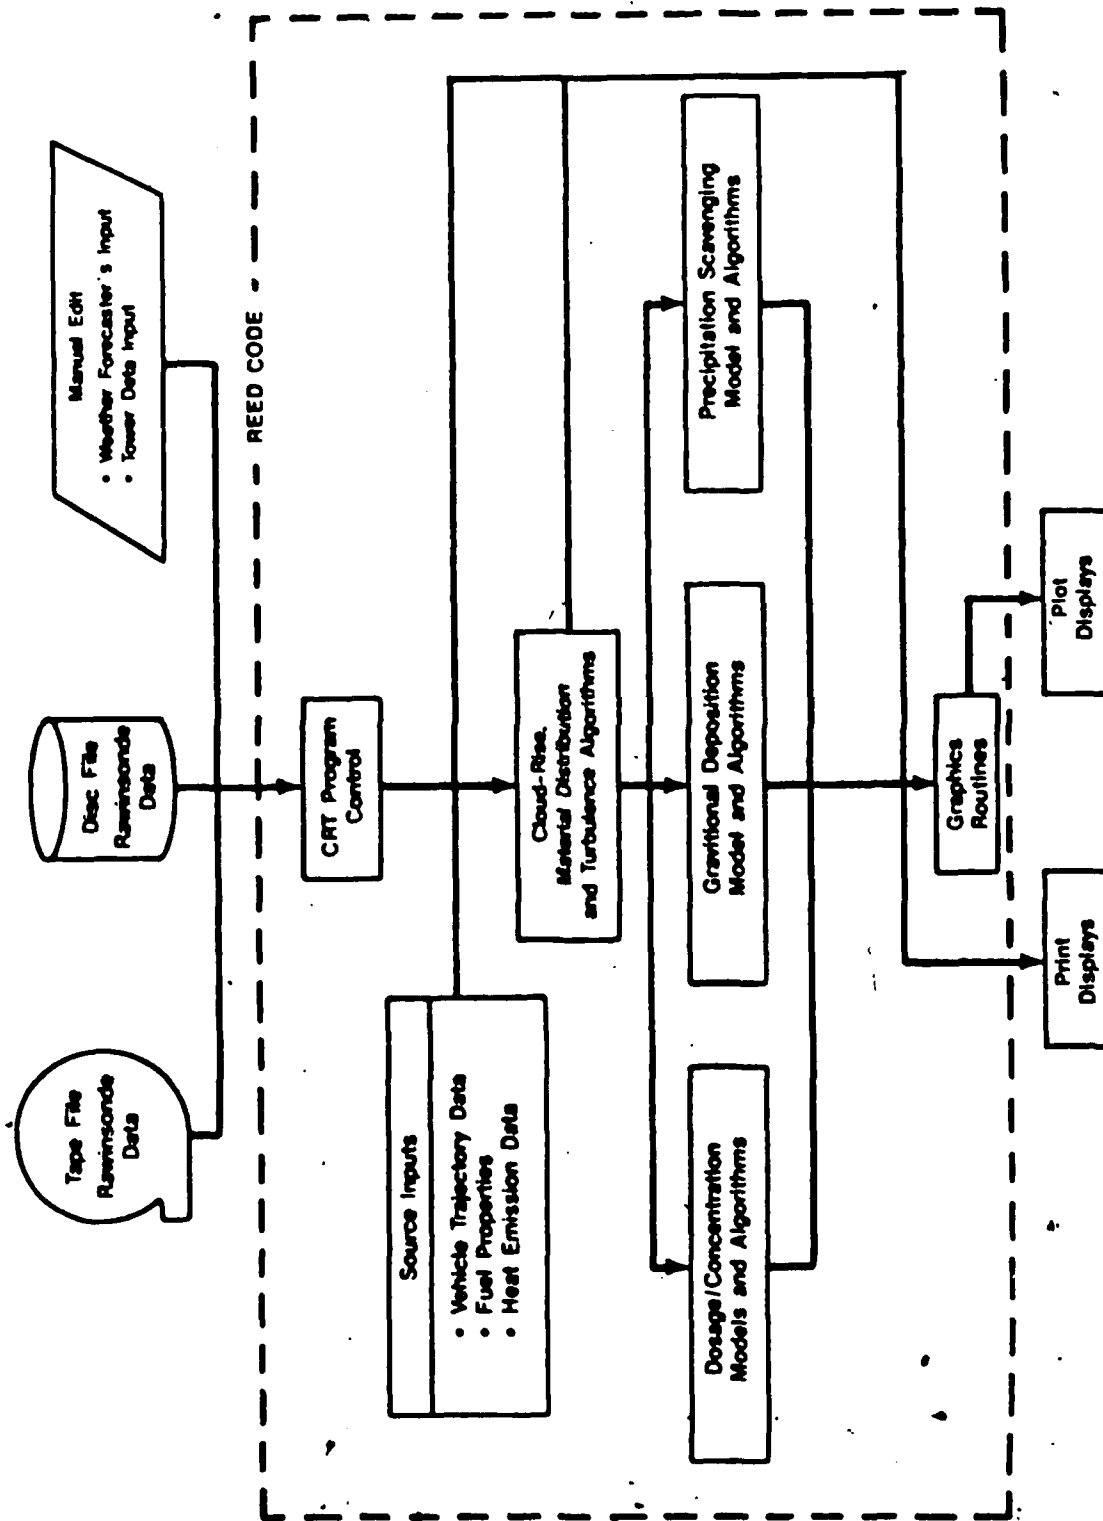 Tape File
Rawinsonde
Data
Disc File
Rawinsonde
Data
Manual Edit
• Weather Forecaster's Input
• Tower Data Input
REED CODE
CRT Program
Control
Source Inputs
• Vehicle Trajectory Data
• Fuel Properties
• Heat Emission Data
Cloud-Rise,
Material Distribution
and Turbulence Algorithms
Dosage/Concentration
Models and Algorithms
Gravitional Deposition
Model and Algorithms
Precipitation Scavenging
Model and Algorithms
Graphics
Routines
Print
Displays
Plot
Displays